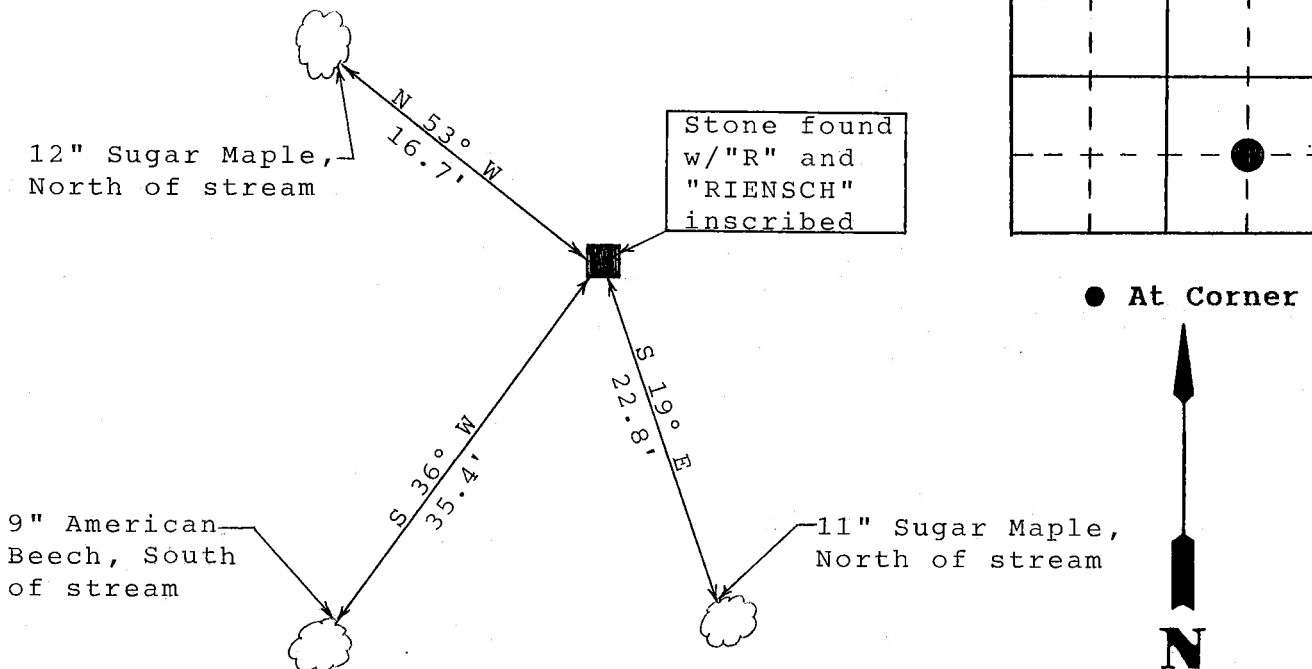 N 53° W
16.7'
12" Sugar Maple,
North of stream
Stone found
w/"R" and
"RIENSCH"
inscribed
At Corner
S 19° E
22.8'
S 36° W
35.4'
9" American
Beech, South
of stream
11" Sugar Maple,
North of stream
N